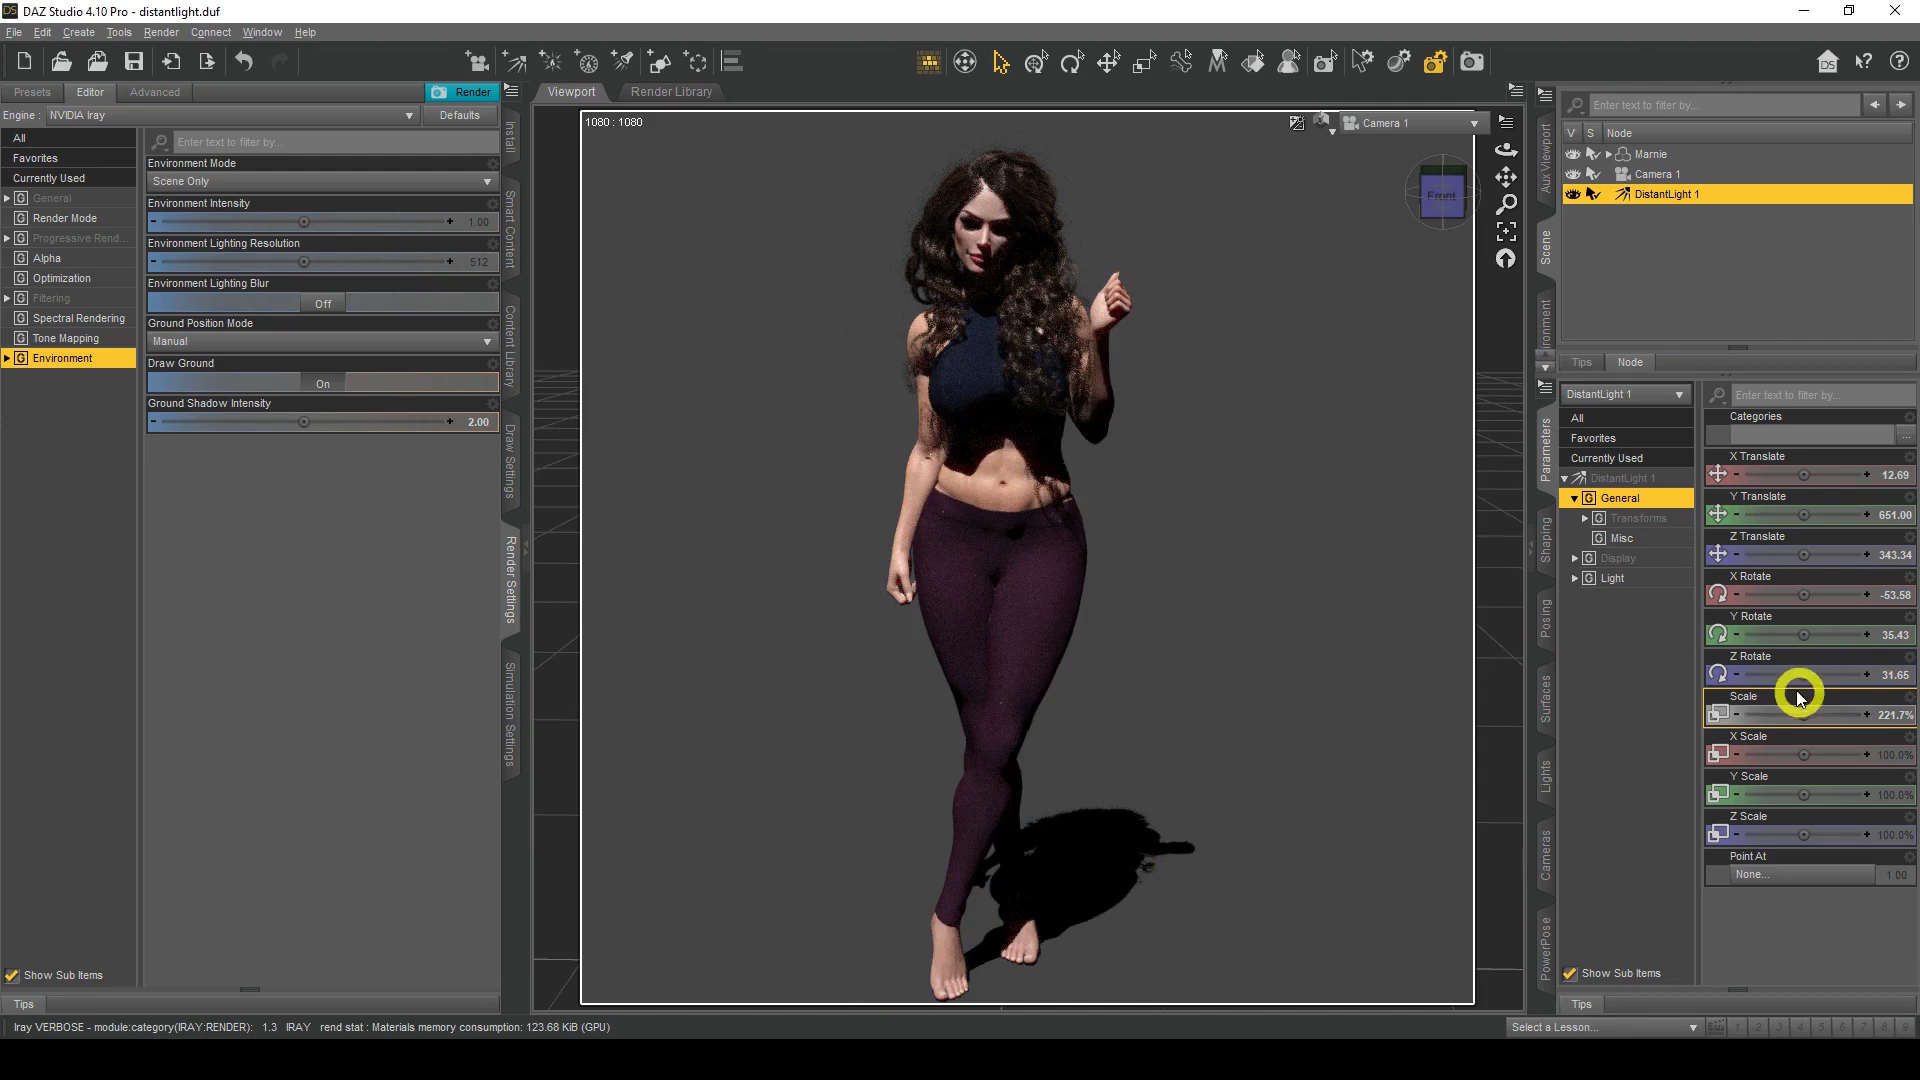 DAZ Studio 4.10 Pro - distantlight.duf
File Edit Create Tools Render Connect Window Help
Presets Editor Advanced Render
Engine : NVIDIA Iray Defaults
All
Favorites
Currently Used
General
Render Mode
Progressive Rend...
Alpha
Optimization
Filtering
Spectral Rendering
Tone Mapping
Environment
Show Sub Items
Tips
Enter text to filter by...
Environment Mode
Scene Only
Environment Intensity
1.00
Environment Lighting Resolution
512
Environment Lighting Blur
Off
Ground Position Mode
Manual
Draw Ground
On
Ground Shadow Intensity
2.00
Install
Smart Content
Content Library
Draw Settings
Render Settings
Simulation Settings
Viewport Render Library
1080 : 1080
Camera 1
Front
Aux Viewport
Scene
Parameters
Shaping
Posing
Surfaces
Lights
Cameras
PowerPose
Enter text to filter by...
V S Node
Marnie
Camera 1
DistantLight 1
Tips Node
DistantLight 1
All
Favorites
Currently Used
DistantLight 1
General
Transforms
Misc
Display
Light
Show Sub Items
Enter text to filter by...
Categories
...
X Translate
12.69
Y Translate
651.00
Z Translate
343.34
X Rotate
-53.58
Y Rotate
35.43
Z Rotate
31.65
Scale
221.7%
X Scale
100.0%
Y Scale
100.0%
Z Scale
100.0%
Point At
None... 1.00
Tips
Iray VERBOSE - module:category(IRAY:RENDER): 1.3 IRAY rend stat : Materials memory consumption: 123.68 KiB (GPU)
Select a Lesson... 1 2 3 4 5 6 7 8 9